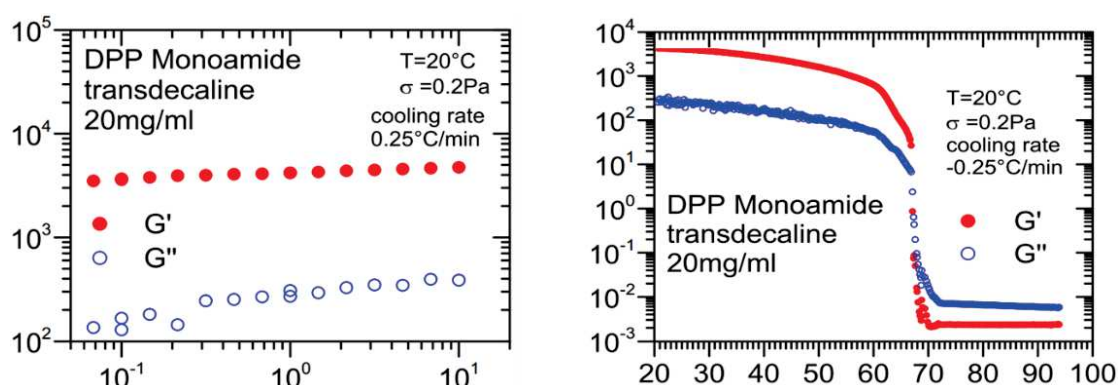 10^5
10^4
10^3
10^2
DPP Monoamide
transdecaline
20mg/ml
T=20°C
σ =0.2Pa
cooling rate
0.25°C/min
G'
G"
10^-1
10^0
10^1
10^4
10^3
10^2
10^1
10^0
10^-1
10^-2
10^-3
T=20°C
σ =0.2Pa
cooling rate
-0.25°C/min
DPP Monoamide
transdecaline
20mg/ml
G'
G"
20 30 40 50 60 70 80 90 100